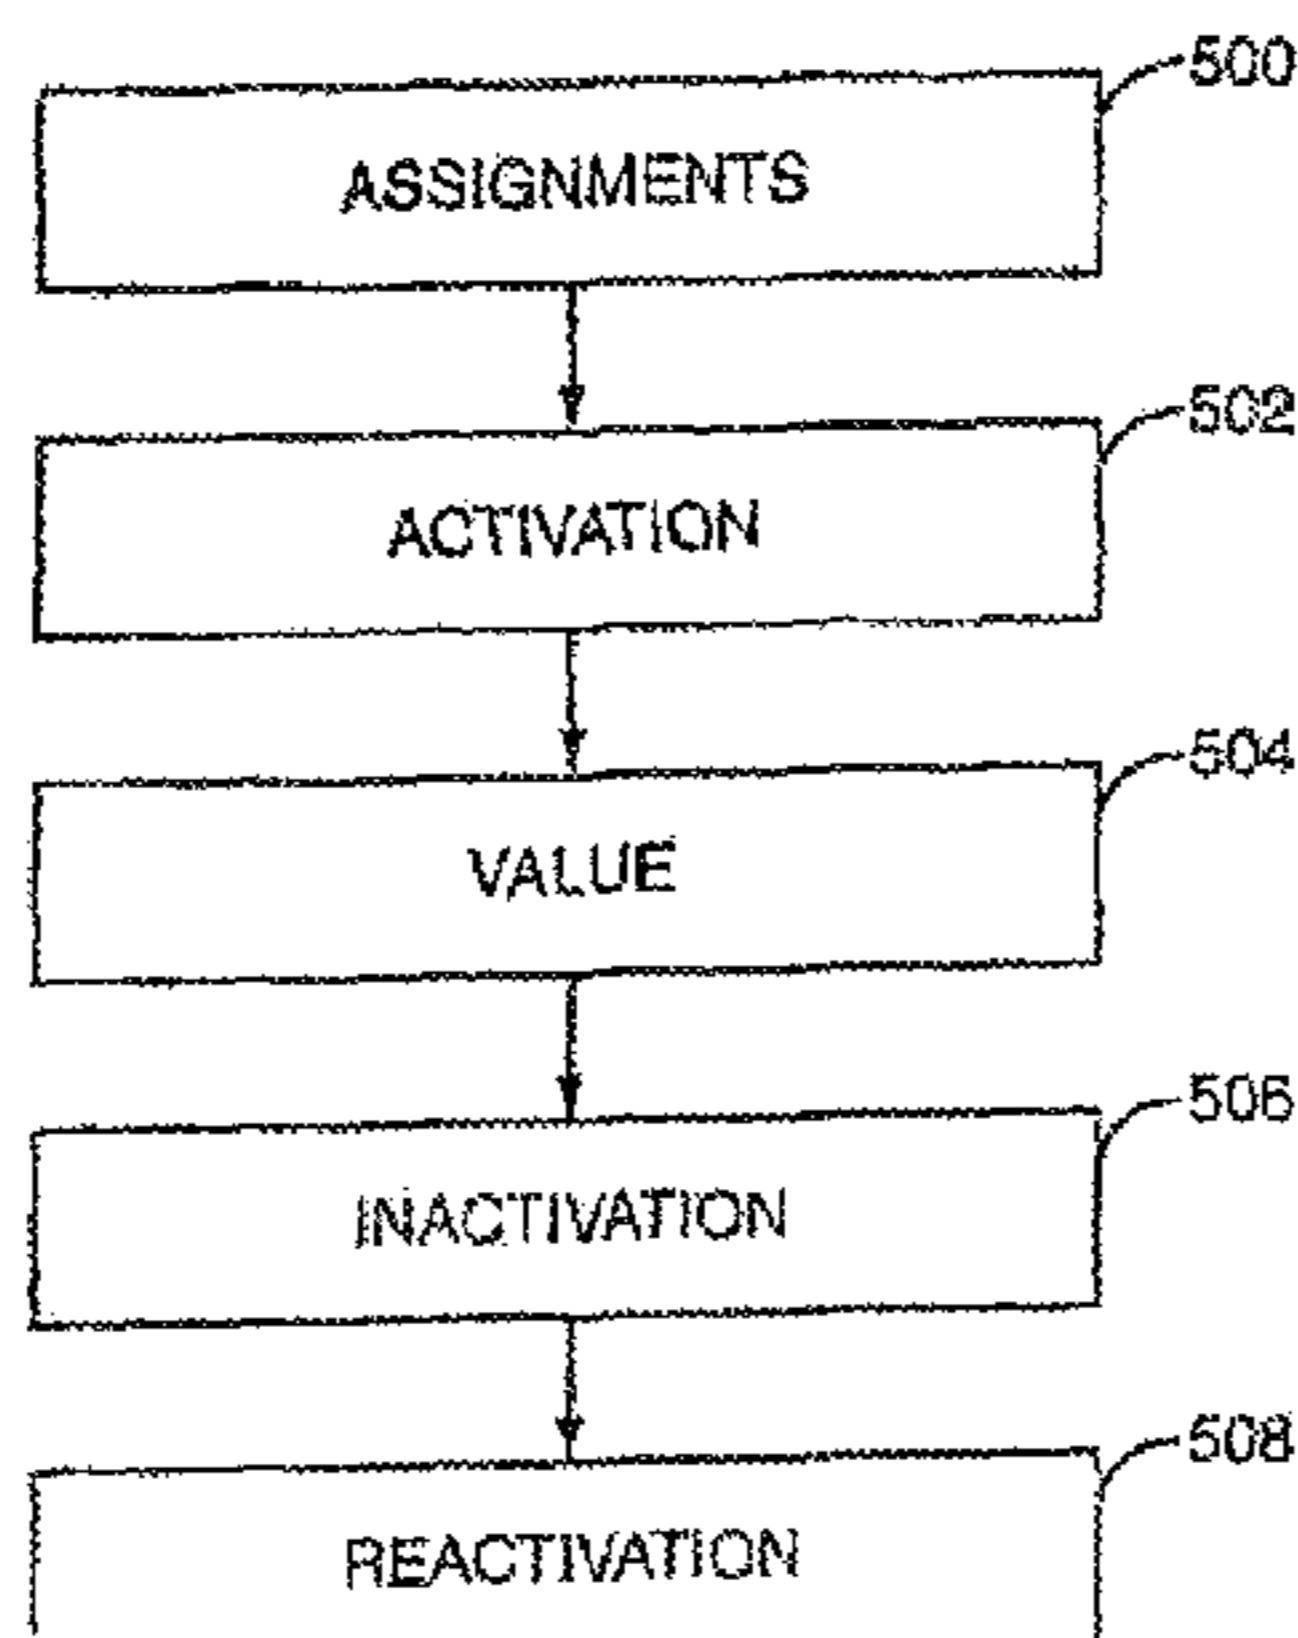 500
ASSIGNMENTS
502
ACTIVATION
504
VALUE
506
INACTIVATION
508
REACTIVATION